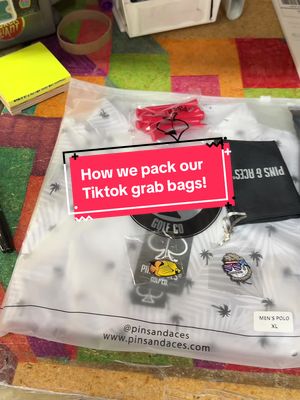 How we pack our
Tiktok grab bags!
PINS & ACES
GOLF CO.
@pinsandaces
www.pinsandaces.com
MEN'S POLO
XL